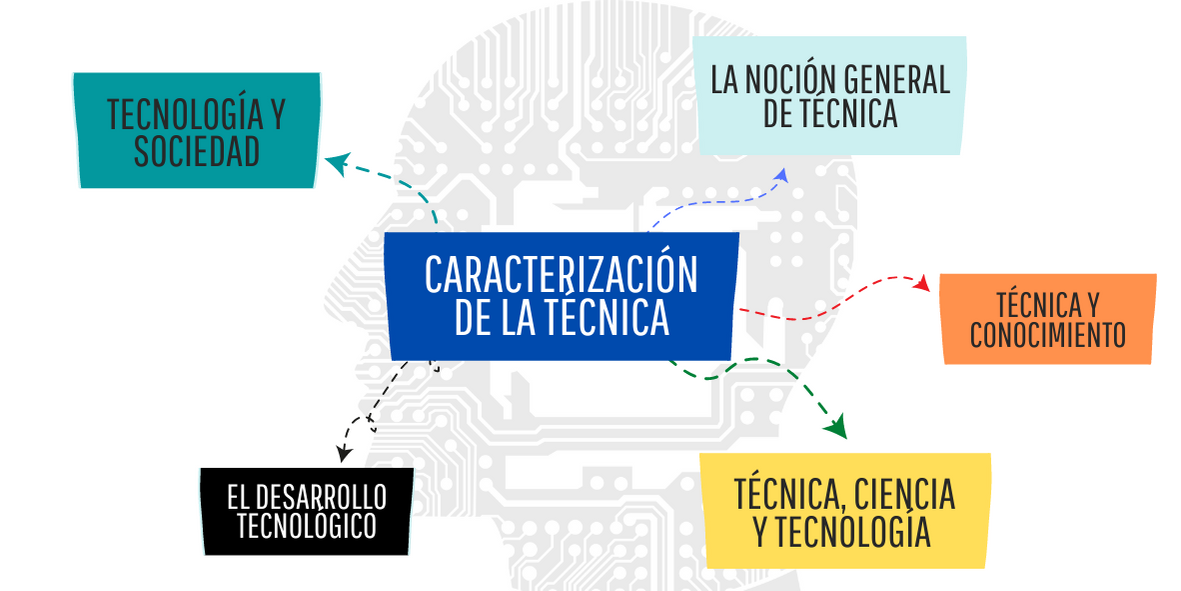 TECNOLOGÍA Y
SOCIEDAD
LA NOCIÓN GENERAL
DE TÉCNICA
CARACTERIZACIÓN
DE LA TÉCNICA
TÉCNICA Y
CONOCIMIENTO
EL DESARROLLO
TECNOLÓGICO
TÉCNICA, CIENCIA
Y TECNOLOGÍA